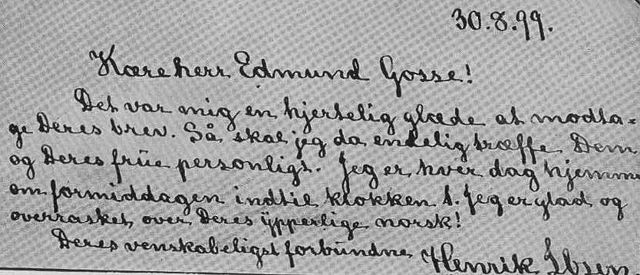 30.8.99.
Kære herr Edmund Gosse!
Det var mig en hjertelig glæde at modta-
ge Deres brev. Så skal jeg da endelig træffe Dem
og Deres frue personligt. Jeg er hver dag hjemme
om formiddagen indtil klokken 1. Jeg er glad og
overrasket over Deres ypperlige norsk!
Deres venskabeligst forbundne
Henrik Ibsen